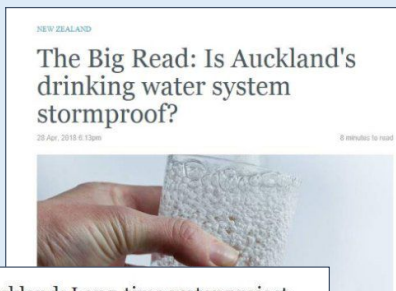 NEW ZEALAND
The Big Read: Is Auckland's
drinking water system
stormproof?
28 Apr, 2018 6:13pm
6 minutes to read